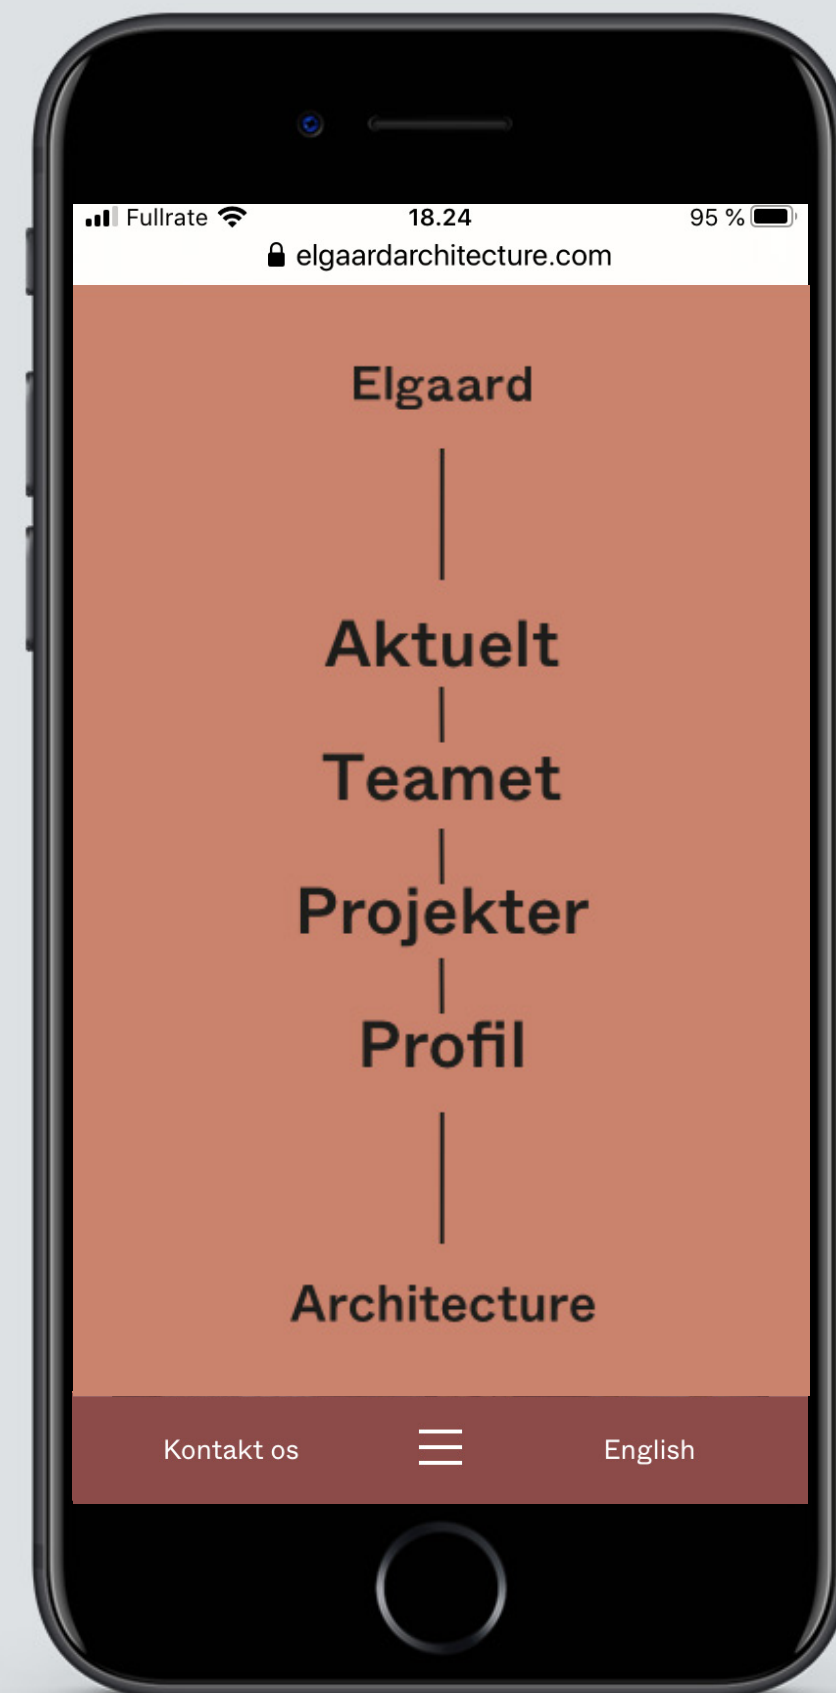 Fullrate 18.24 95 %
elgaardarchitecture.com
Elgaard
Aktuelt
Teamet
Projekter
Profil
Architecture
Kontakt os English